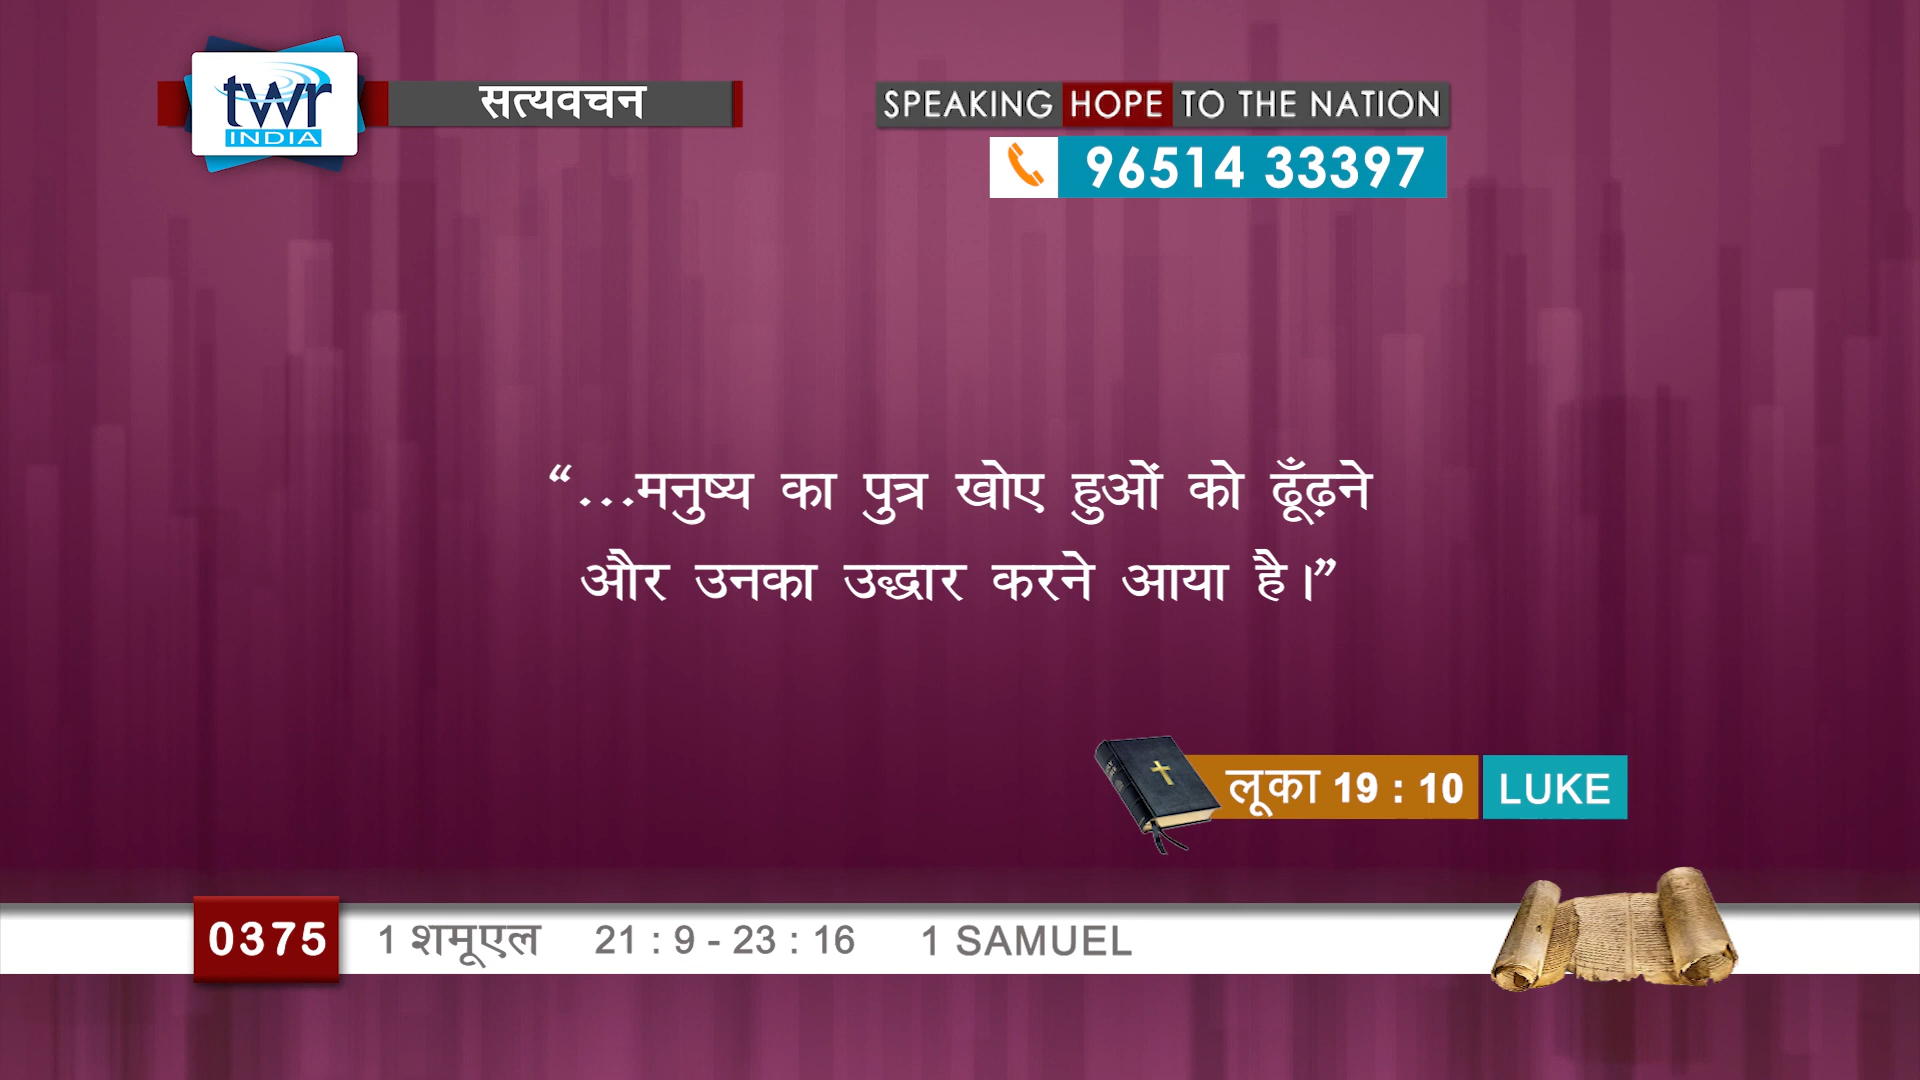 twr
INDIA
सत्यवचन
SPEAKING HOPE TO THE NATION
96514 33397
“...मनुष्य का पुत्र खोए हुओं को ढूँढ़ने
और उनका उद्धार करने आया है।”
लूका 19 : 10 LUKE
0375 1 शमूएल 21 : 9 - 23 : 16 1 SAMUEL